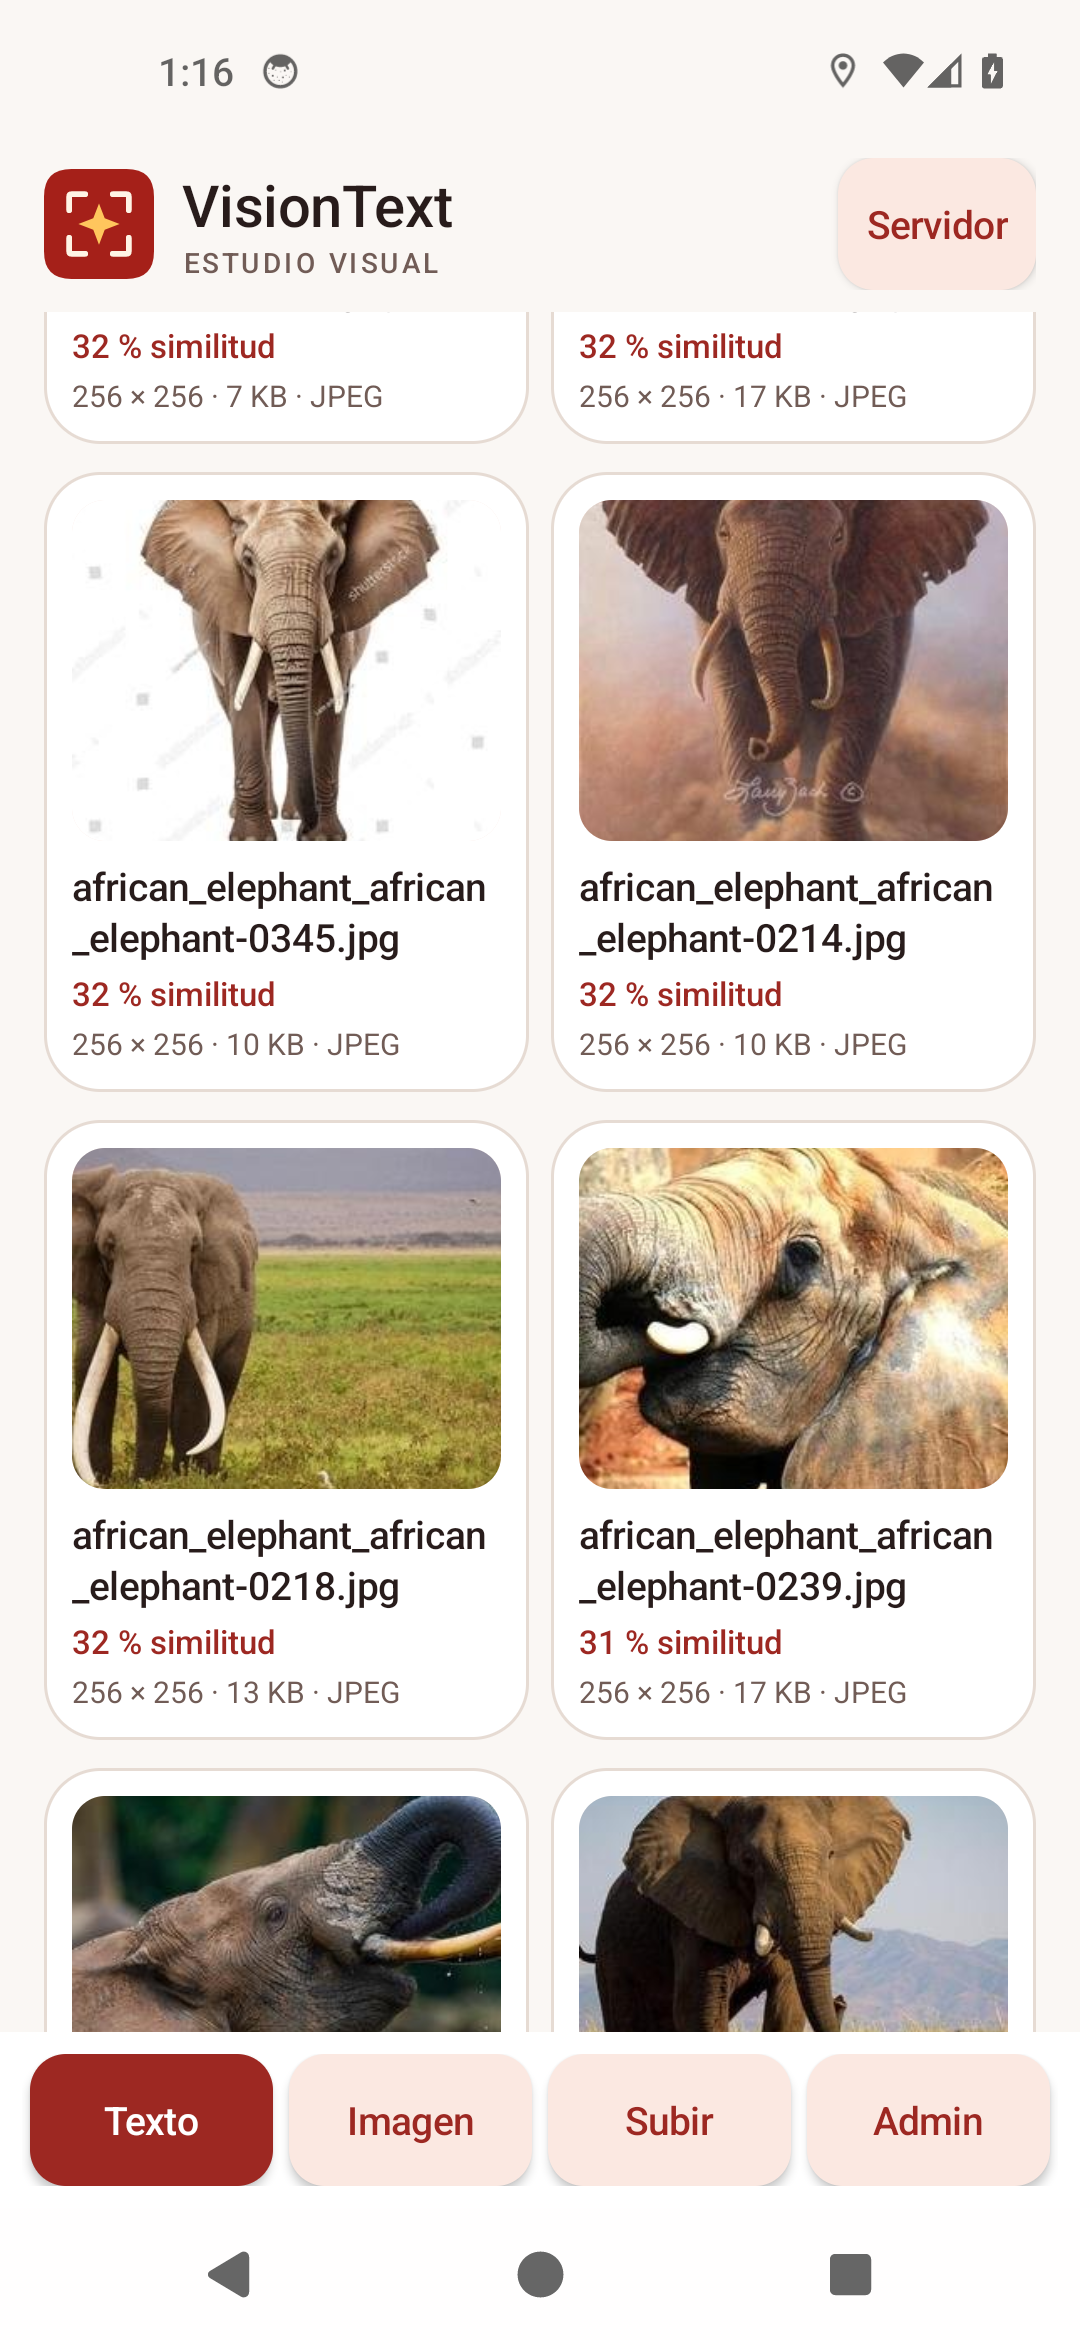 1:16
VisionText
ESTUDIO VISUAL
Servidor
32 % similitud
256 × 256 · 7 KB · JPEG
32 % similitud
256 × 256 · 17 KB · JPEG
shutterstock
african_elephant_african
_elephant-0345.jpg
32 % similitud
256 × 256 · 10 KB · JPEG
african_elephant_african
_elephant-0214.jpg
32 % similitud
256 × 256 · 10 KB · JPEG
african_elephant_african
_elephant-0218.jpg
32 % similitud
256 × 256 · 13 KB · JPEG
african_elephant_african
_elephant-0239.jpg
31 % similitud
256 × 256 · 17 KB · JPEG
Texto
Imagen
Subir
Admin